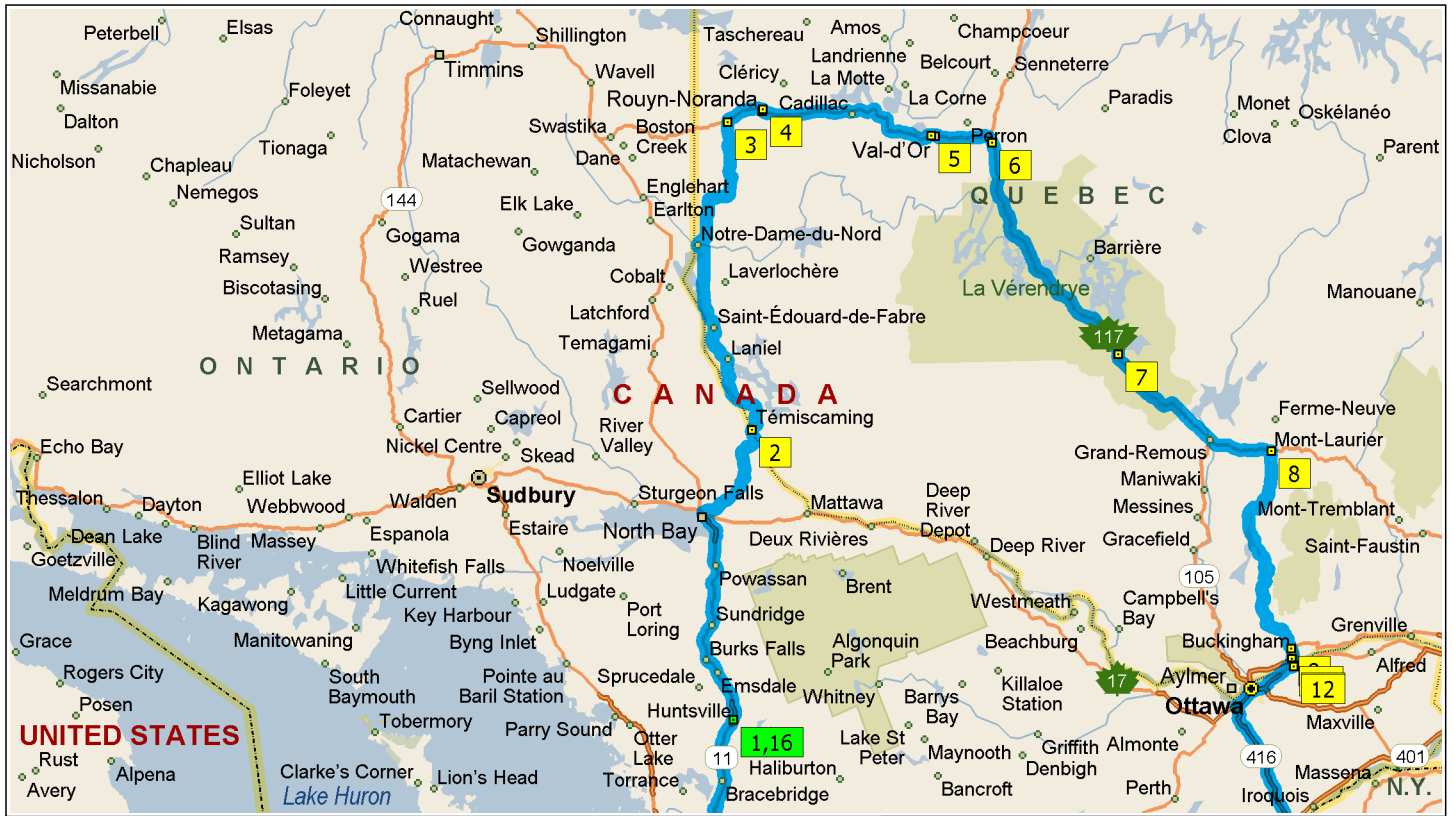 Peterbell
Elsas
Connaught
Shillington
Taschereau
Amos
Champcoeur
Timmins
Wavell
Cléricy
Landrienne
La Motte
Belcourt
Senneterre
Missanabie
Foleyet
Rouyn-Noranda
Cadillac
La Corne
Paradis
Monet
Oskélanéo
Dalton
Swastika
Boston
Creek
3
4
Perron
Clova
Nicholson
Tionaga
Dane
Val-d'Or
5
6
Parent
Chapleau
Matachewan
Nemegos
144
Englehart
QUEBEC
Sultan
Elk Lake
Earlton
Gogama
Gowganda
Notre-Dame-du-Nord
Barrière
Ramsey
Westree
Cobalt
Laverlochère
Biscotasing
Ruel
La Vérendrye
Manouane
Latchford
Saint-Édouard-de-Fabre
Metagama
Temagami
Laniel
117
ONTARIO
7
Searchmont
Sellwood
CANADA
Cartier
Capreol
Témiscaming
Ferme-Neuve
Echo Bay
Nickel Centre
River
Valley
2
Grand-Remous
Mont-Laurier
Skead
8
Elliot Lake
Sudbury
Sturgeon Falls
Maniwaki
Thessalon
Dayton
Webbwood
Walden
Mattawa
Deep
River
Depot
Messines
Mont-Tremblant
Dean Lake
Blind
River
Massey
Espanola
Estaire
North Bay
Deux Rivières
Deep River
Gracefield
Saint-Faustin
Goetzville
Whitefish Falls
Noelville
Powassan
Brent
105
Meldrum Bay
Kagawong
Little Current
Ludgate
Westmeath
Campbell's
Bay
Key Harbour
Port
Loring
Sundridge
Grace
Manitowaning
Byng Inlet
Burks Falls
Algonquin
Park
Beachburg
Buckingham
Grenville
Rogers City
South
Baymouth
Pointe au
Baril Station
Sprucedale
Emsdale
Whitney
Barrys
Bay
Killaloe
Station
17
Aylmer
12
Alfred
Posen
Tobermory
Parry Sound
Huntsville
Ottawa
Maxville
UNITED STATES
Otter
Lake
1,16
Lake St
Peter
Maynooth
Griffith
Denbigh
Almonte
Rust
Alpena
Clarke's Corner
Lion's Head
Torrance
11
Haliburton
416
Massena
401
Avery
Lake Huron
Bracebridge
Bancroft
Perth
Iroquois
N.Y.